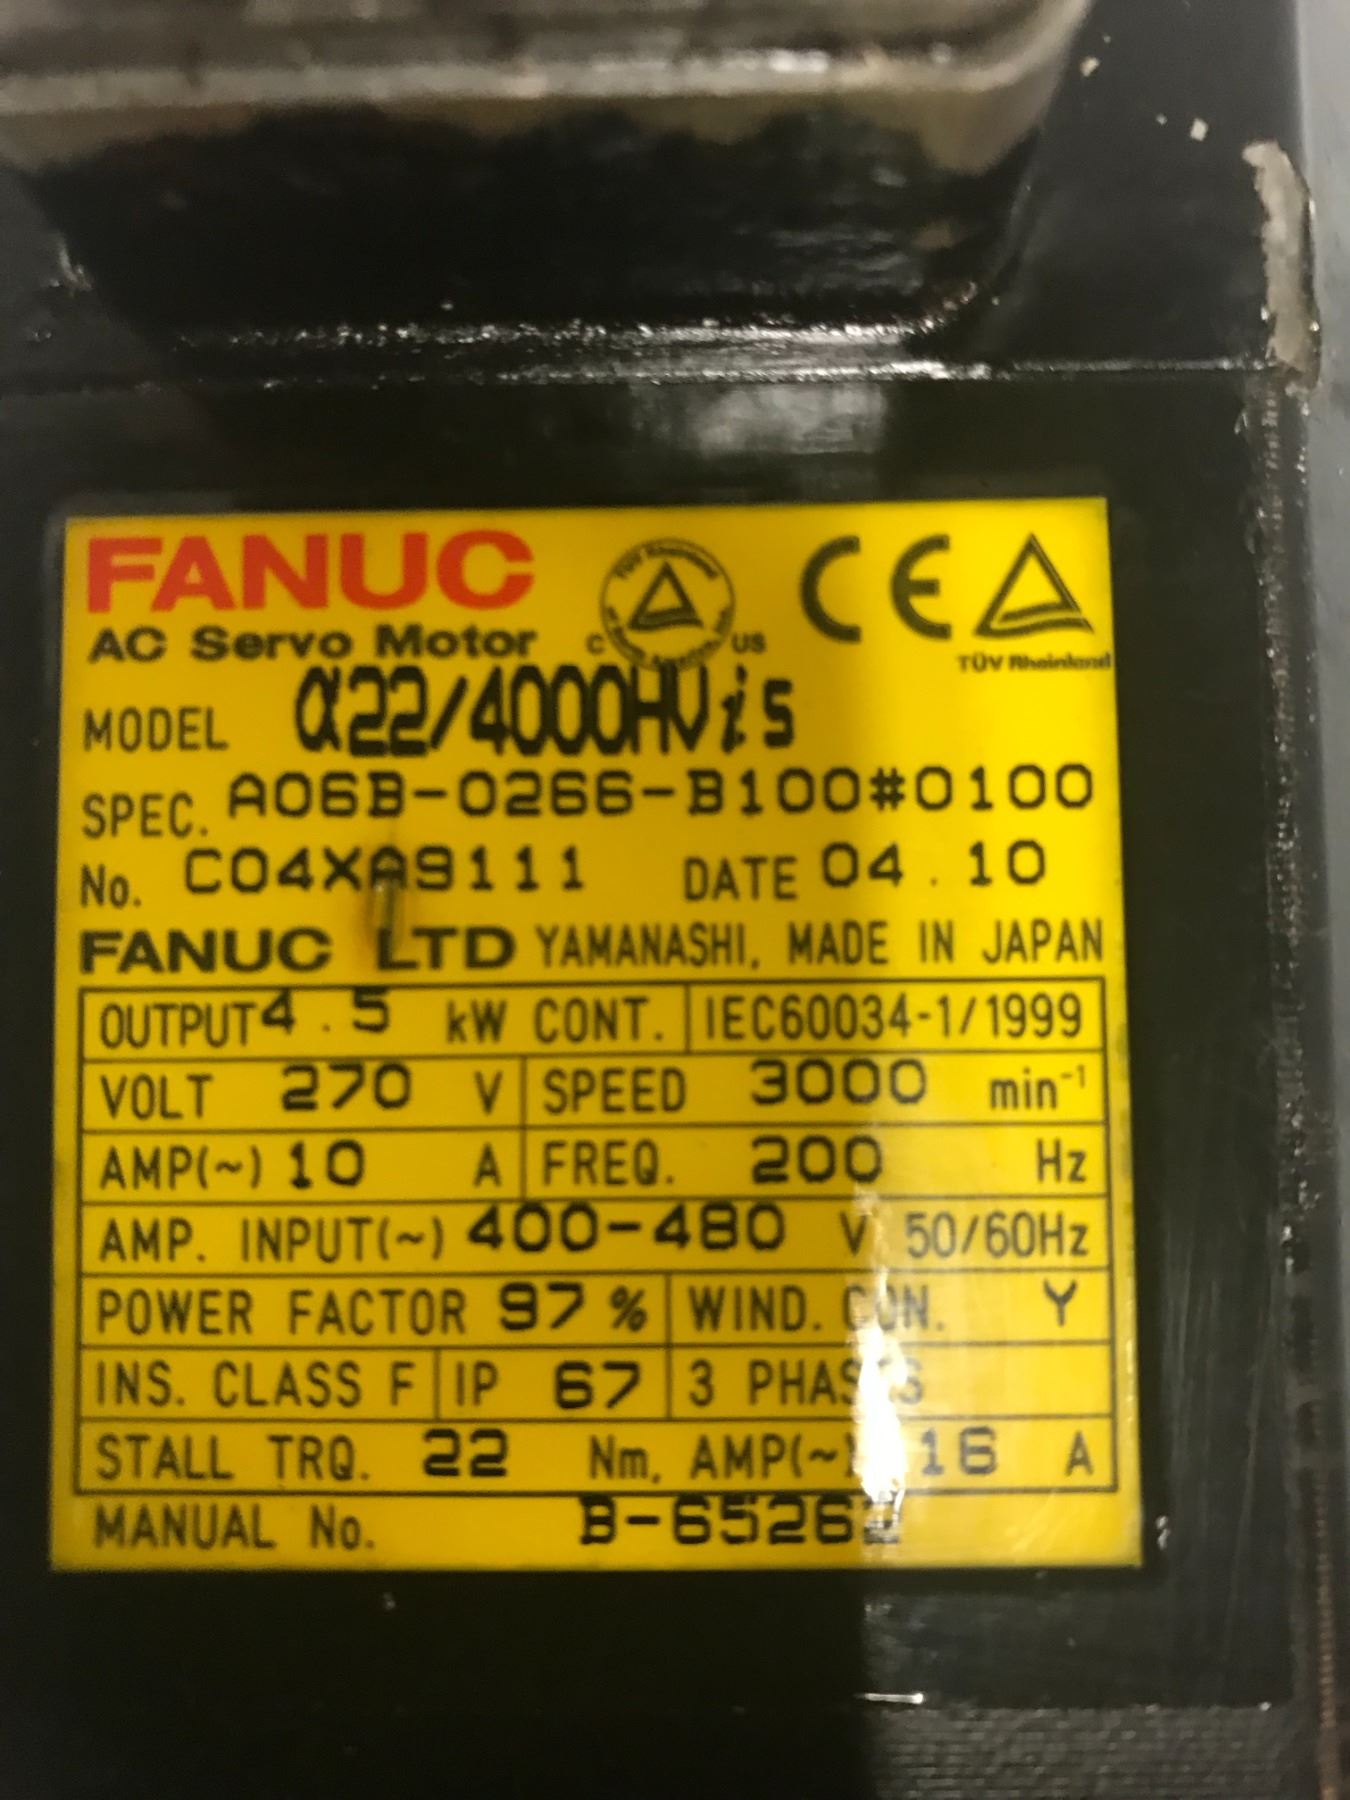 FANUC
AC Servo Motor
TÜV Rheinland
C US
CE
TÜV Rheinland
MODEL α22/4000HVis
SPEC. A06B-0266-B100#0100
No. C04XA9111 DATE 04.10
FANUC LTD YAMANASHI, MADE IN JAPAN
OUTPUT 4.5 kW CONT. IEC60034-1/1999
VOLT 270 V SPEED 3000 min⁻¹
AMP(~) 10 A FREQ. 200 Hz
AMP. INPUT(~) 400-480 V 50/60Hz
POWER FACTOR 97 % WIND. CON. Y
INS. CLASS F IP 67 3 PHASES
STALL TRQ. 22 Nm, AMP(~) 16 A
MANUAL No. B-65262